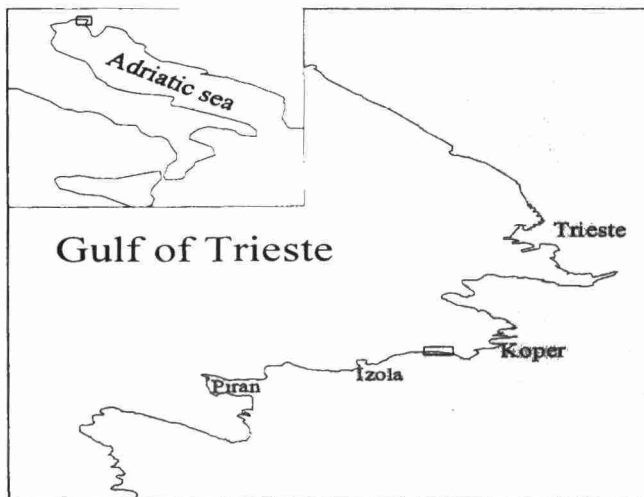 Adriatic sea
Gulf of Trieste
Trieste
Koper
Izola
Piran